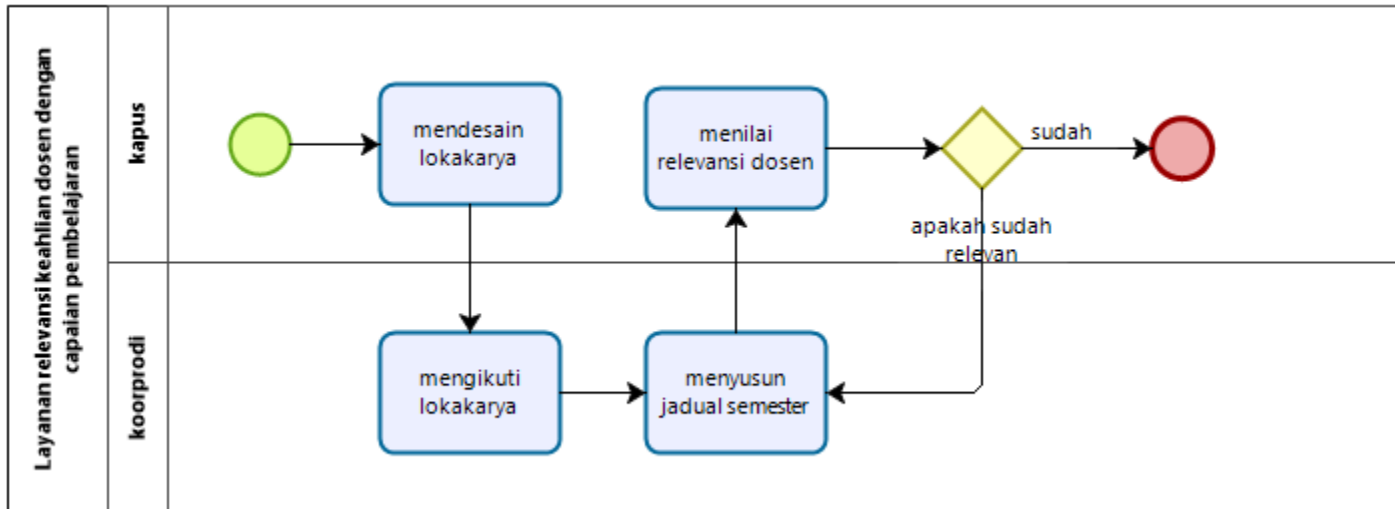 Layanan relevansi keahlian dosen dengan
capaian pembelajaran
kapus
mendesain
lokakarya
menilai
relevansi dosen
sudah
apakah sudah
relevan
koorprodi
mengikuti
lokakarya
menyusun
jadual semester